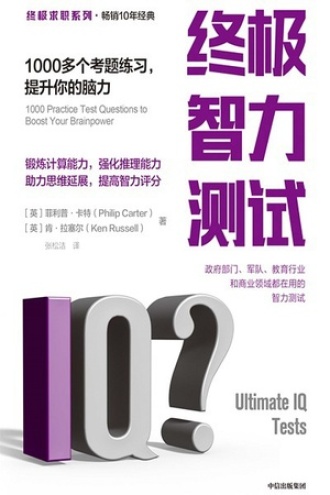 终极求职系列·畅销10年经典
终极
智力
测试
1000多个考题练习，
提升你的脑力
1000 Practice Test Questions to
Boost Your Brainpower
锻炼计算能力，强化推理能力
助力思维延展，提高智力评分
［英］菲利普·卡特（Philip Carter）
［英］肯·拉塞尔（Ken Russell）
著
张松洁 译
政府部门、军队、教育行业
和商业领域都在用的
智力测试
IQ?
Ultimate IQ
Tests
中信出版集团